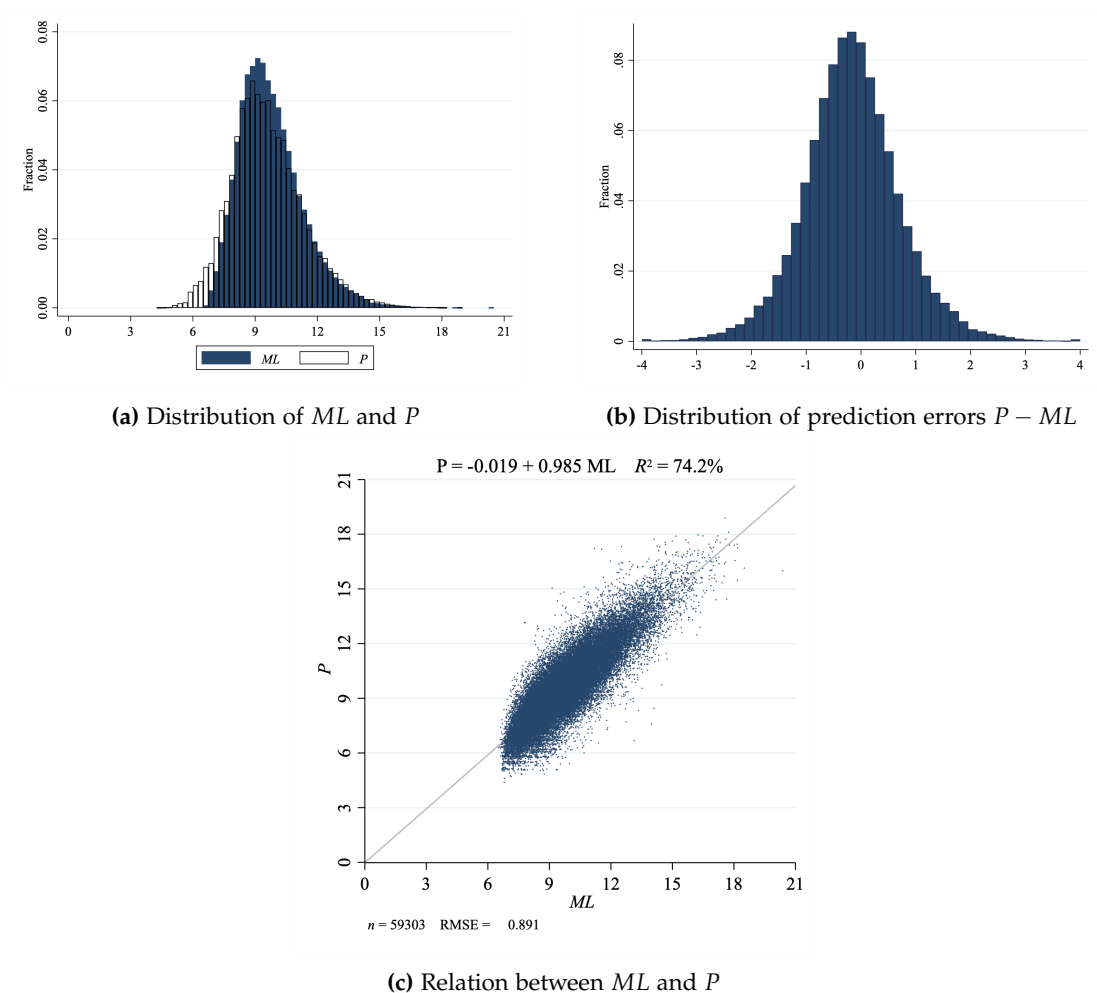 0.08
0.06
0.04
0.02
0.00
Fraction
0 3 6 9 12 15 18 21
ML P
(a) Distribution of ML and P
.08
.06
.04
.02
0
Fraction
-4 -3 -2 -1 0 1 2 3 4
(b) Distribution of prediction errors P − ML
P = -0.019 + 0.985 ML R² = 74.2%
21
18
15
12
9
6
3
0
P
0 3 6 9 12 15 18 21
ML
n = 59303 RMSE = 0.891
(c) Relation between ML and P